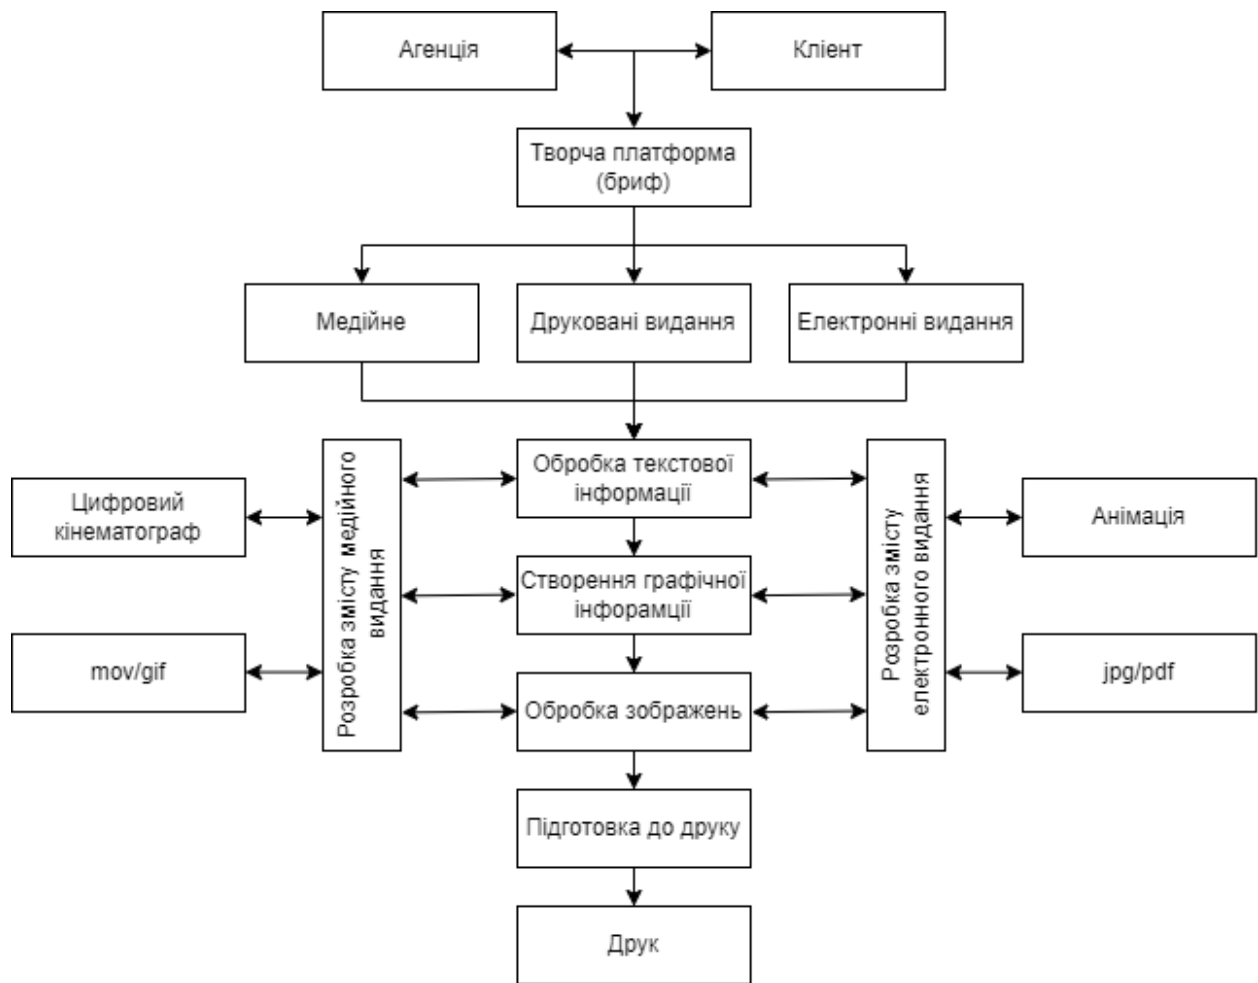 Агенція
Клієнт
Творча платформа
(бриф)
Медійне
Друковані видання
Електронні видання
Обробка текстової
інформації
Розробка змісту медійного
видання
Розробка змісту
електронного видання
Цифровий
кінематограф
Анімація
Створення графічної
інфорамції
mov/gif
jpg/pdf
Обробка зображень
Підготовка до друку
Друк